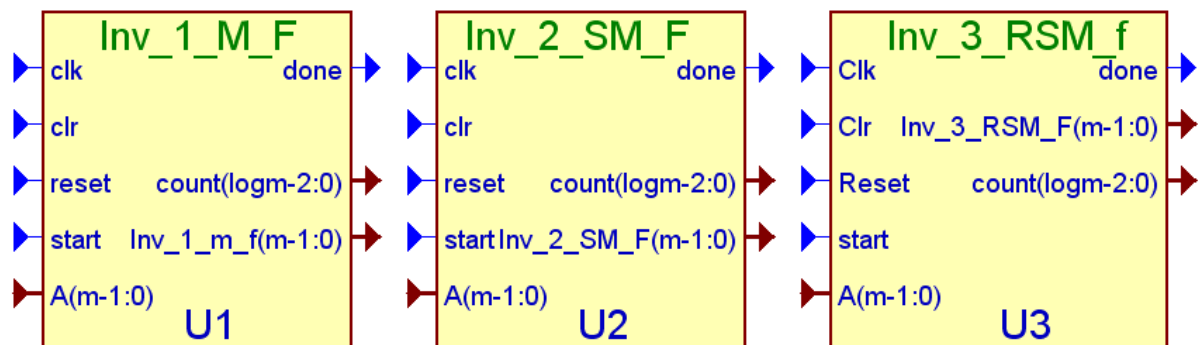 Inv_1_M_F
clk done
clr
reset count(logm-2:0)
start Inv_1_m_f(m-1:0)
A(m-1:0)
U1
Inv_2_SM_F
clk done
clr
reset count(logm-2:0)
start Inv_2_SM_F(m-1:0)
A(m-1:0)
U2
Inv_3_RSM_f
Clk done
Clr Inv_3_RSM_F(m-1:0)
Reset count(logm-2:0)
start
A(m-1:0)
U3